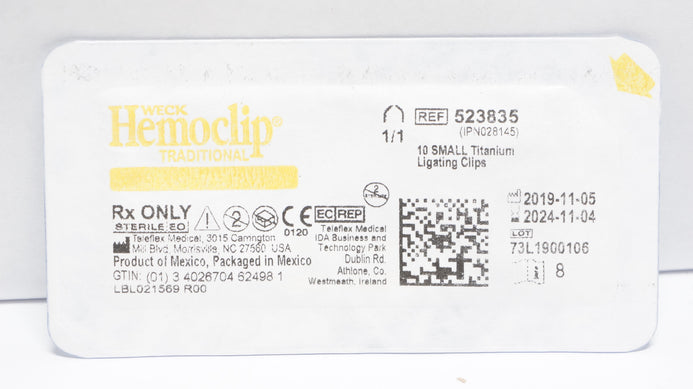 WECK
Hemoclip®
TRADITIONAL
1/1
REF 523835
(IPN028145)
10 SMALL Titanium
Ligating Clips
Rx ONLY
STERILE EO
2
CE
0120
EC REP
2
Teleflex Medical, 3015 Carrington
Mill Blvd, Morrisville, NC 27560 USA
Product of Mexico, Packaged in Mexico
GTIN: (01) 3 4026704 62498 1
LBL021569 R00
Teleflex Medical
IDA Business and
Technology Park
Dublin Rd.
Athlone, Co.
Westmeath, Ireland
2019-11-05
2024-11-04
LOT
73L1900106
8